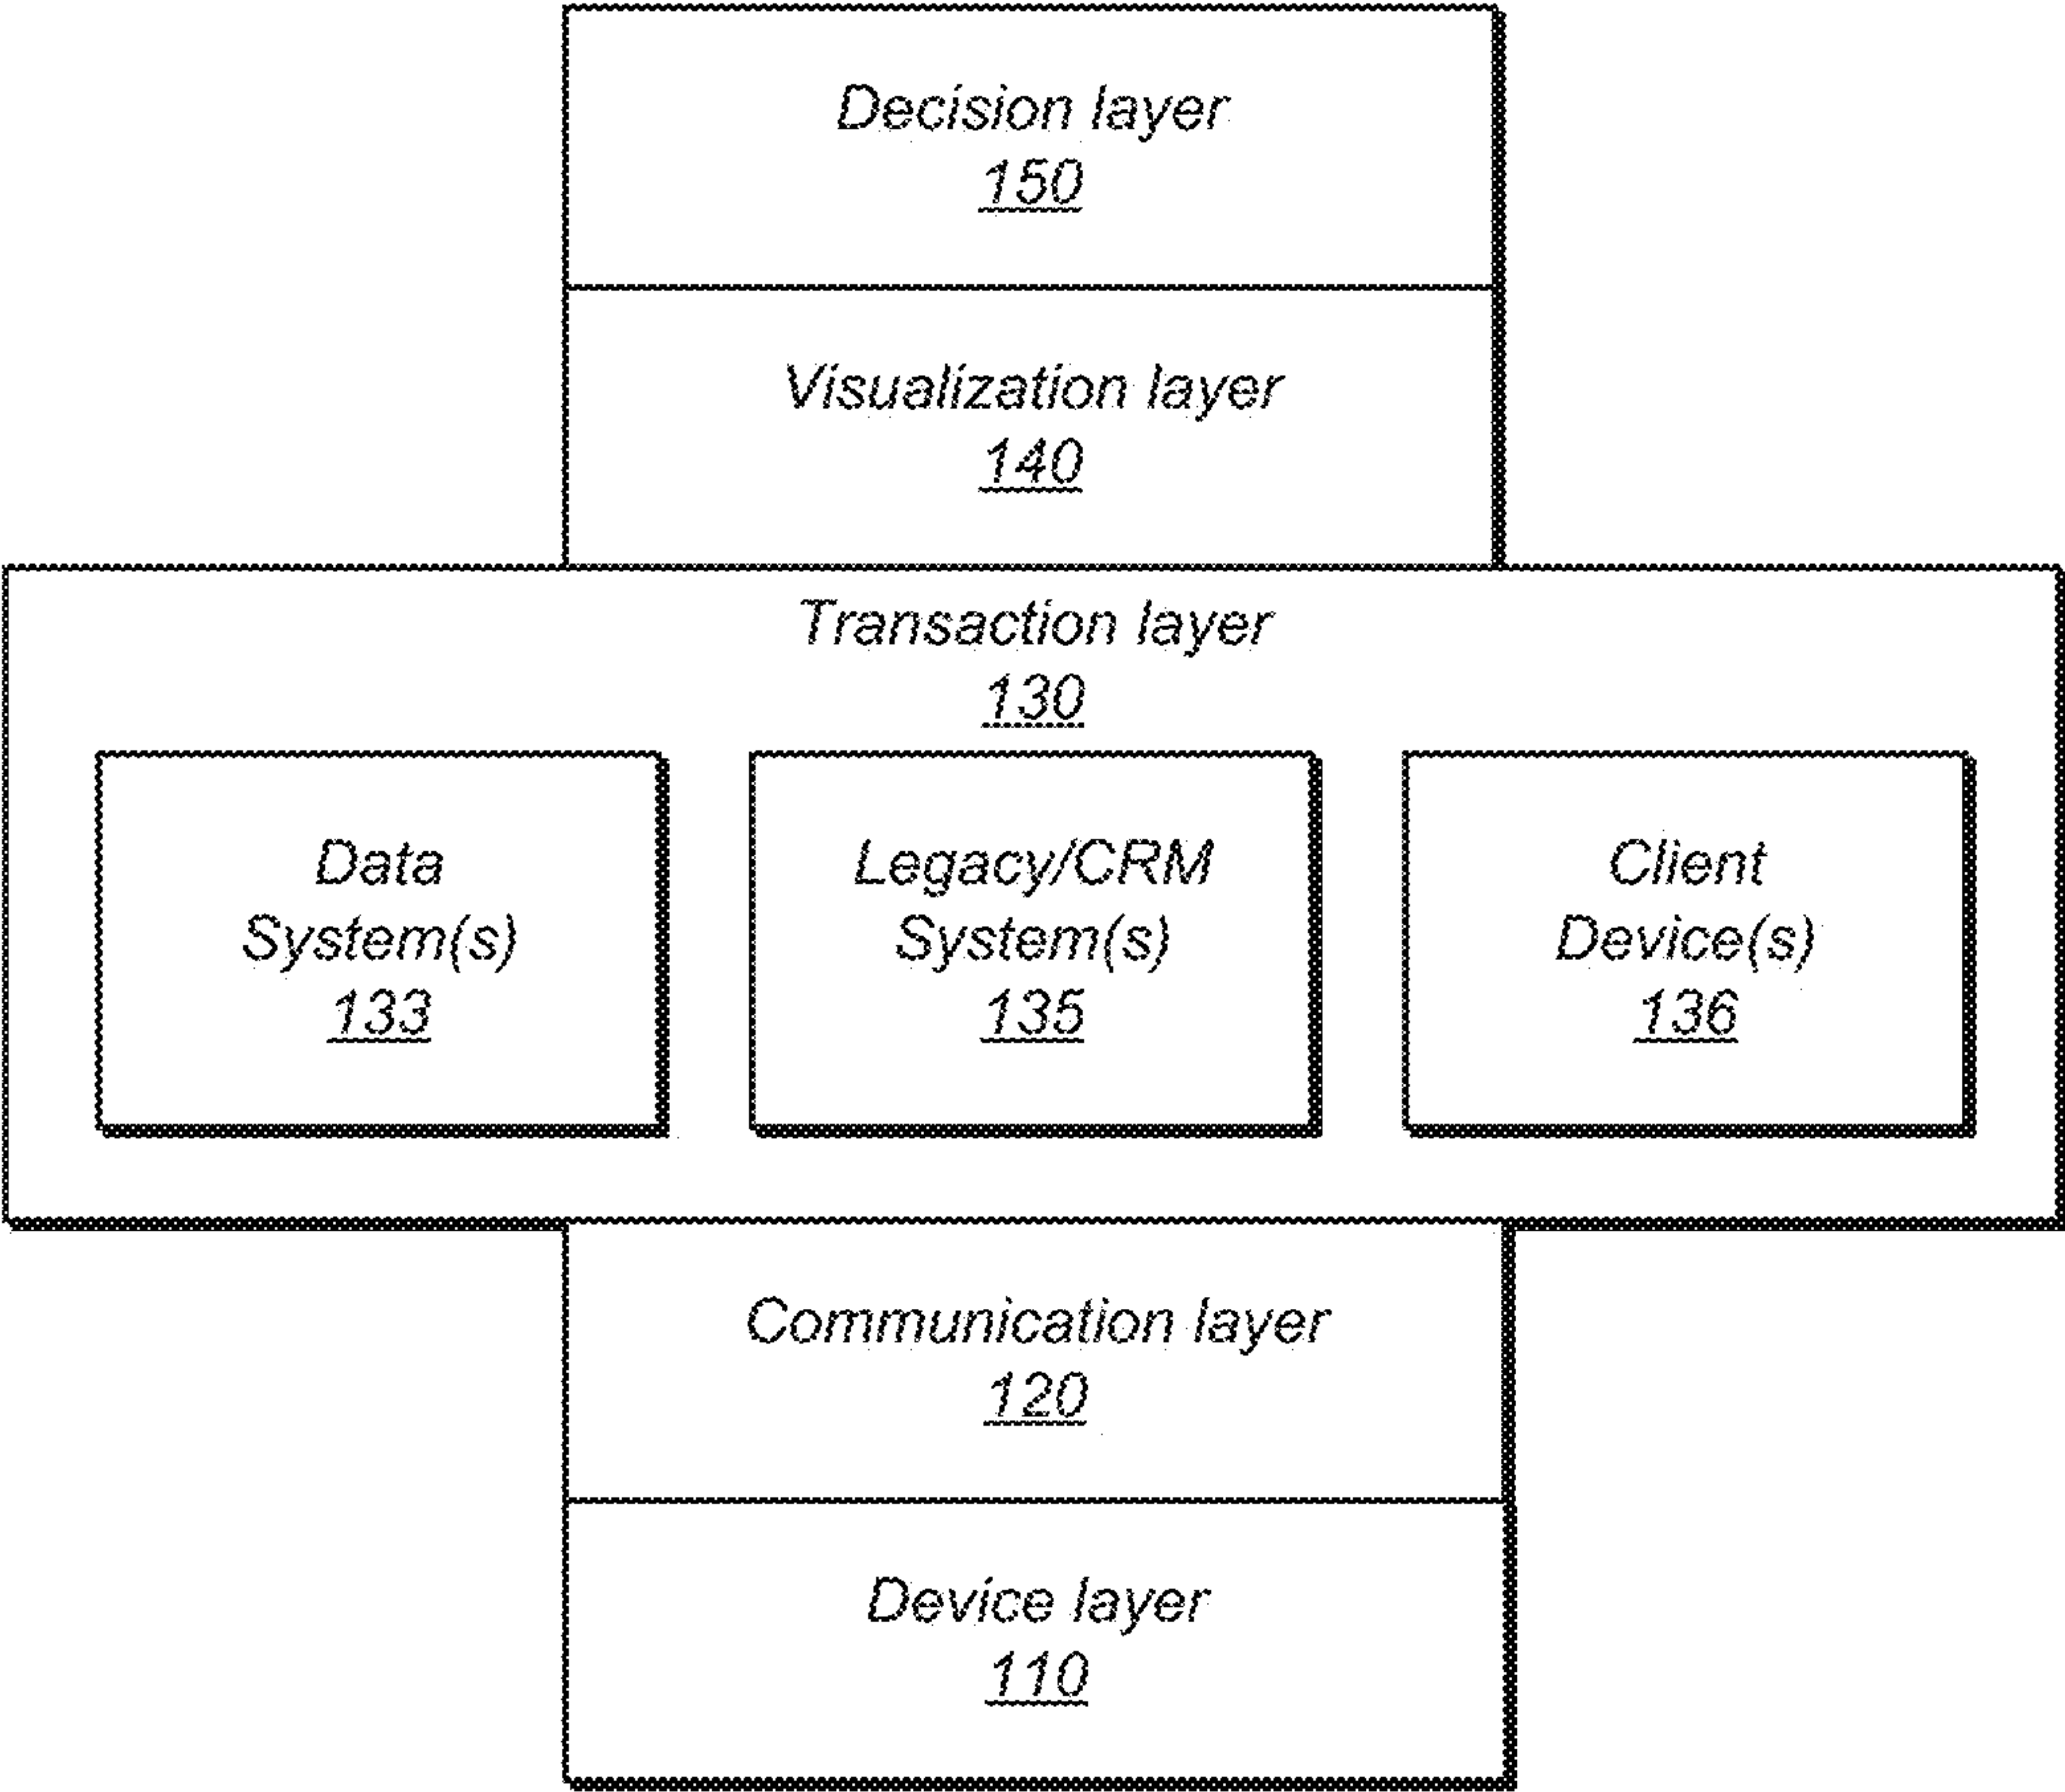 Decision layer
150
Visualization layer
140
Transaction layer
130
Data
System(s)
133
Legacy/CRM
System(s)
135
Client
Device(s)
136
Communication layer
120
Device layer
110